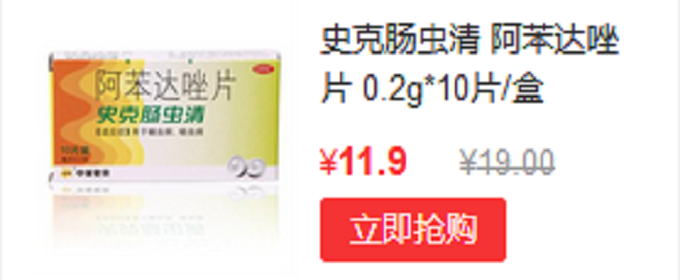 史克肠虫清 阿苯达唑
片 0.2g*10片/盒
¥11.9 ¥19.00
立即抢购
阿苯达唑片
史克肠虫清